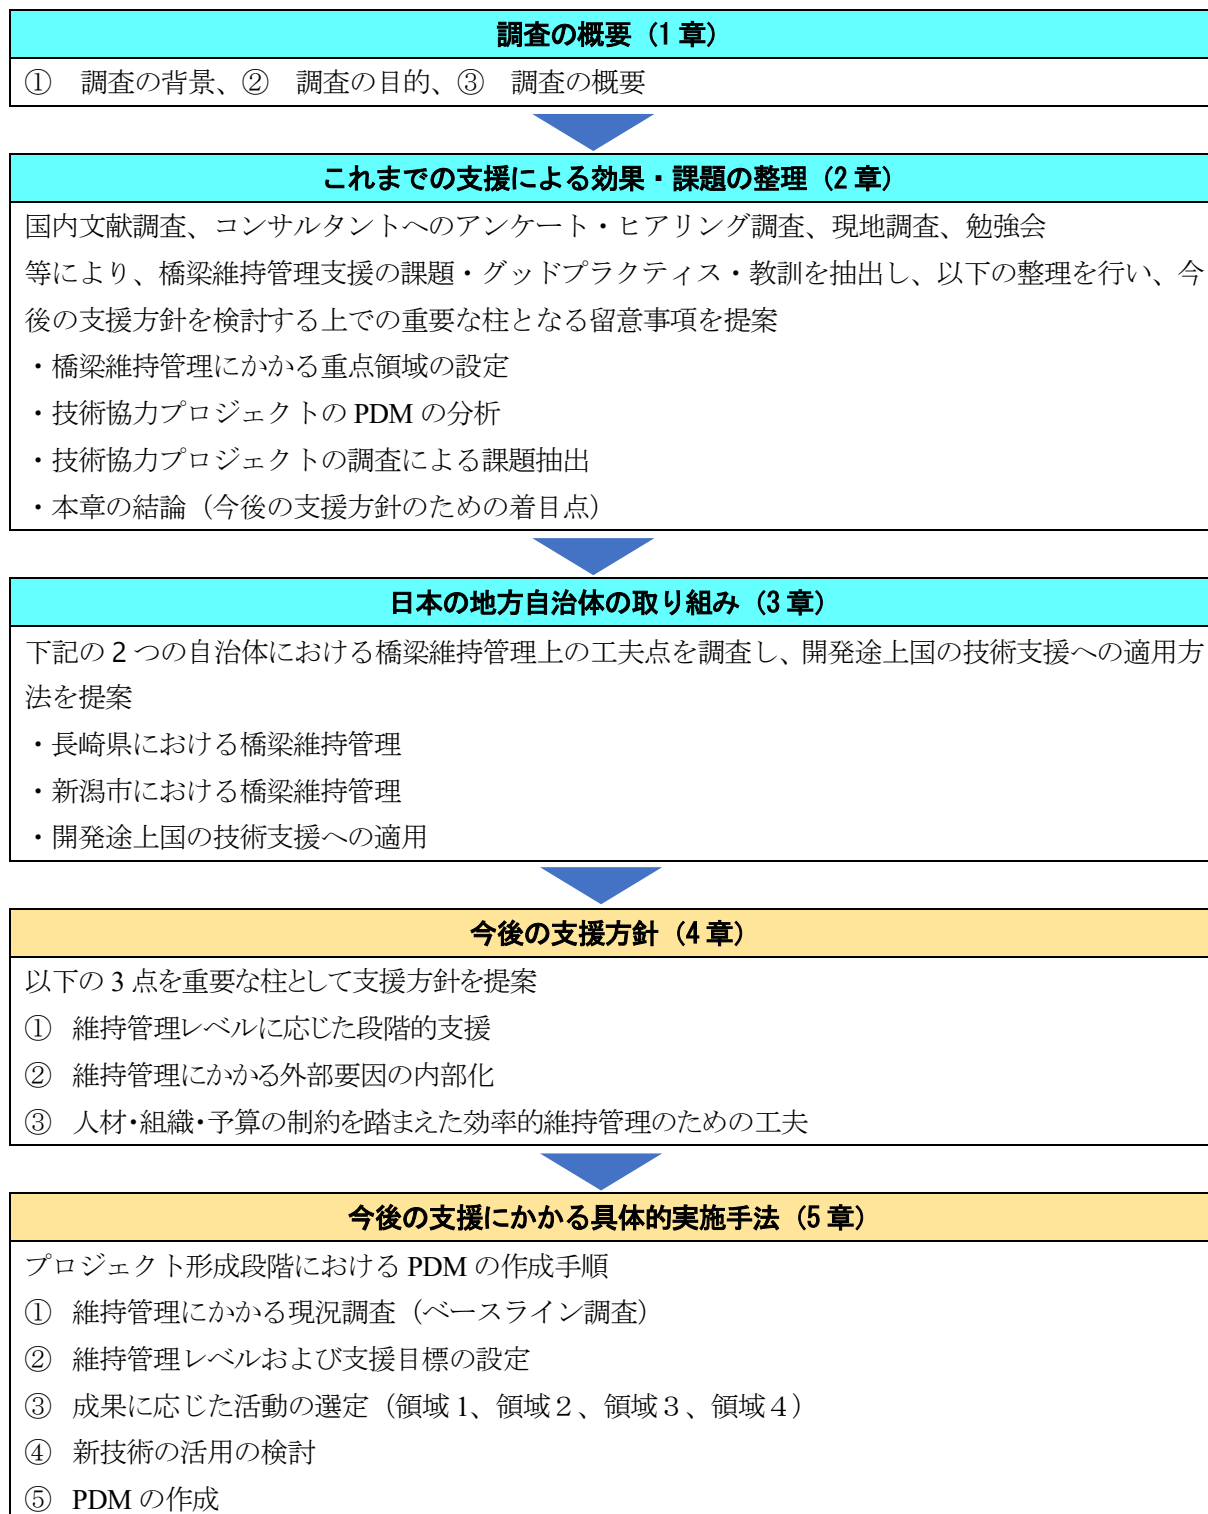 調査の概要（1 章）
①　調査の背景、②　調査の目的、③　調査の概要
これまでの支援による効果・課題の整理（2 章）
国内文献調査、コンサルタントへのアンケート・ヒアリング調査、現地調査、勉強会
等により、橋梁維持管理支援の課題・グッドプラクティス・教訓を抽出し、以下の整理を行い、今
後の支援方針を検討する上での重要な柱となる留意事項を提案
・橋梁維持管理にかかる重点領域の設定
・技術協力プロジェクトの PDM の分析
・技術協力プロジェクトの調査による課題抽出
・本章の結論（今後の支援方針のための着目点）
日本の地方自治体の取り組み（3 章）
下記の 2 つの自治体における橋梁維持管理上の工夫点を調査し、開発途上国の技術支援への適用方
法を提案
・長崎県における橋梁維持管理
・新潟市における橋梁維持管理
・開発途上国の技術支援への適用
今後の支援方針（4 章）
以下の 3 点を重要な柱として支援方針を提案
①　維持管理レベルに応じた段階的支援
②　維持管理にかかる外部要因の内部化
③　人材・組織・予算の制約を踏まえた効率的維持管理のための工夫
今後の支援にかかる具体的実施手法（5 章）
プロジェクト形成段階における PDM の作成手順
①　維持管理にかかる現況調査（ベースライン調査）
②　維持管理レベルおよび支援目標の設定
③　成果に応じた活動の選定（領域 1、領域２、領域３、領域４）
④　新技術の活用の検討
⑤　PDM の作成